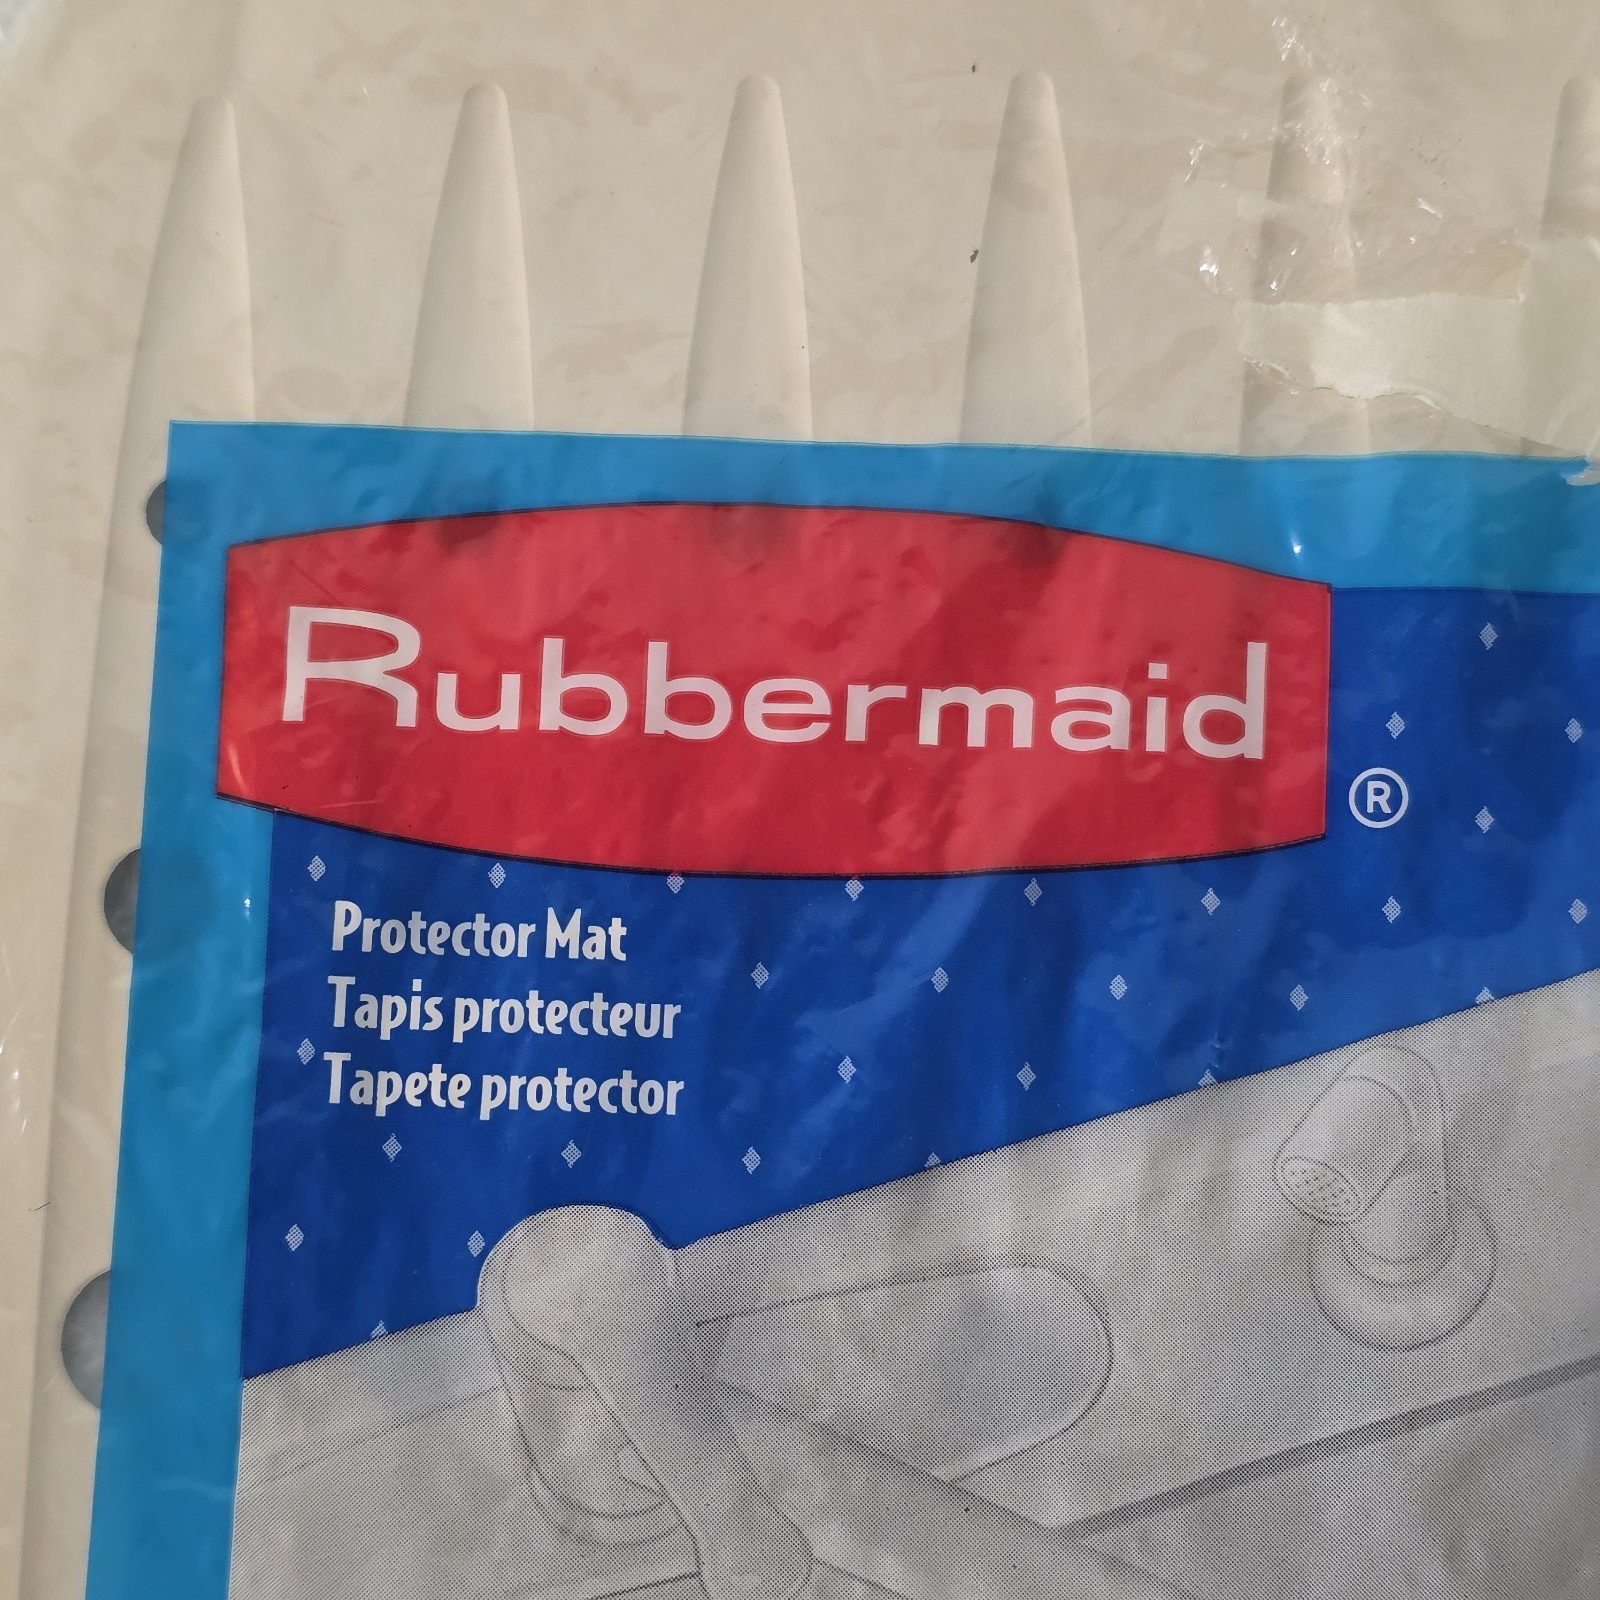 Rubbermaid
®
Protector Mat
Tapis protecteur
Tapete protector